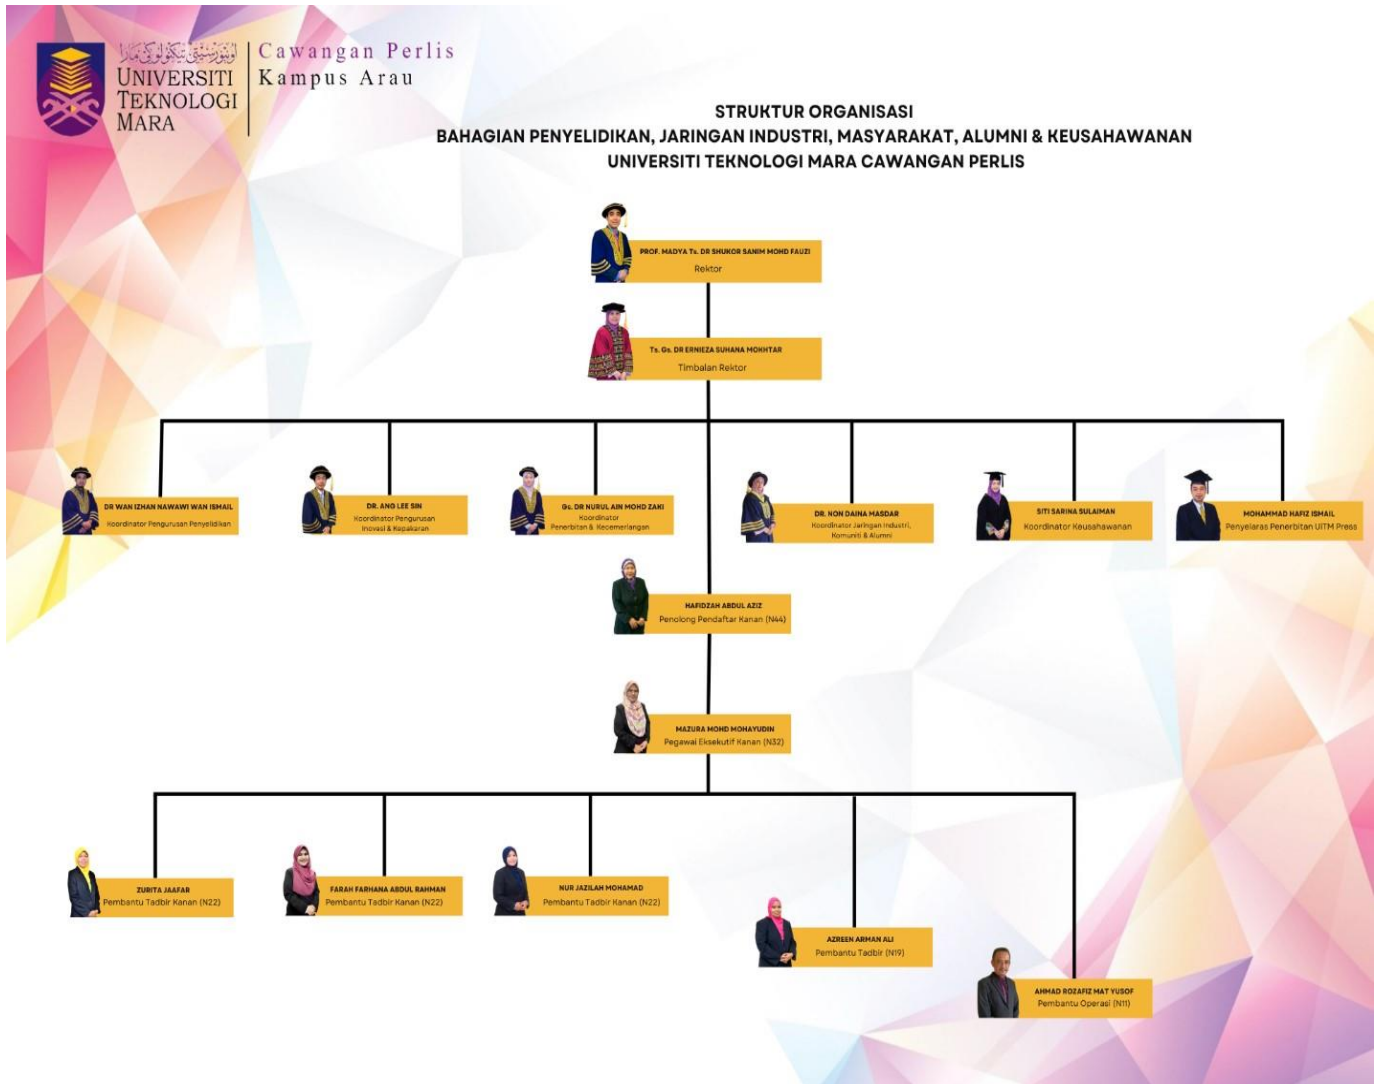 اونيۏرسيتي تيكنولوݢي مارا
UNIVERSITI
TEKNOLOGI
MARA
Cawangan Perlis
Kampus Arau
STRUKTUR ORGANISASI
BAHAGIAN PENYELIDIKAN, JARINGAN INDUSTRI, MASYARAKAT, ALUMNI & KEUSAHAWANAN
UNIVERSITI TEKNOLOGI MARA CAWANGAN PERLIS
PROF. MADYA Ts. DR SHUKOR SANIM MOHD FAUZI
Rektor
Ts. Gs. DR ERNIEZA SUHANA MOKHTAR
Timbalan Rektor
DR WAN IZHAN NAWAWI WAN ISMAIL
Koordinator Pengurusan Penyelidikan
DR. ANG LEE SIN
Koordinator Pengurusan
Inovasi & Kepakaran
Gs. DR NURUL AIN MOHD ZAKI
Koordinator
Penerbitan & Kecemerlangan
DR. NON DAINA MASDAR
Koordinator Jaringan Industri,
Komuniti & Alumni
SITI SARINA SULAIMAN
Koordinator Keusahawanan
MOHAMMAD HAFIZ ISMAIL
Penyelaras Penerbitan UiTM Press
HAFIDZAH ABDUL AZIZ
Penolong Pendaftar Kanan (N44)
MAZURA MOHD MOHAYUDIN
Pegawai Eksekutif Kanan (N32)
ZURITA JAAFAR
Pembantu Tadbir Kanan (N22)
FARAH FARHANA ABDUL RAHMAN
Pembantu Tadbir Kanan (N22)
NUR JAZILAH MOHAMAD
Pembantu Tadbir Kanan (N22)
AZREEN ARMAN ALI
Pembantu Tadbir (N19)
AHMAD ROZAFIZ MAT YUSOF
Pembantu Operasi (N11)